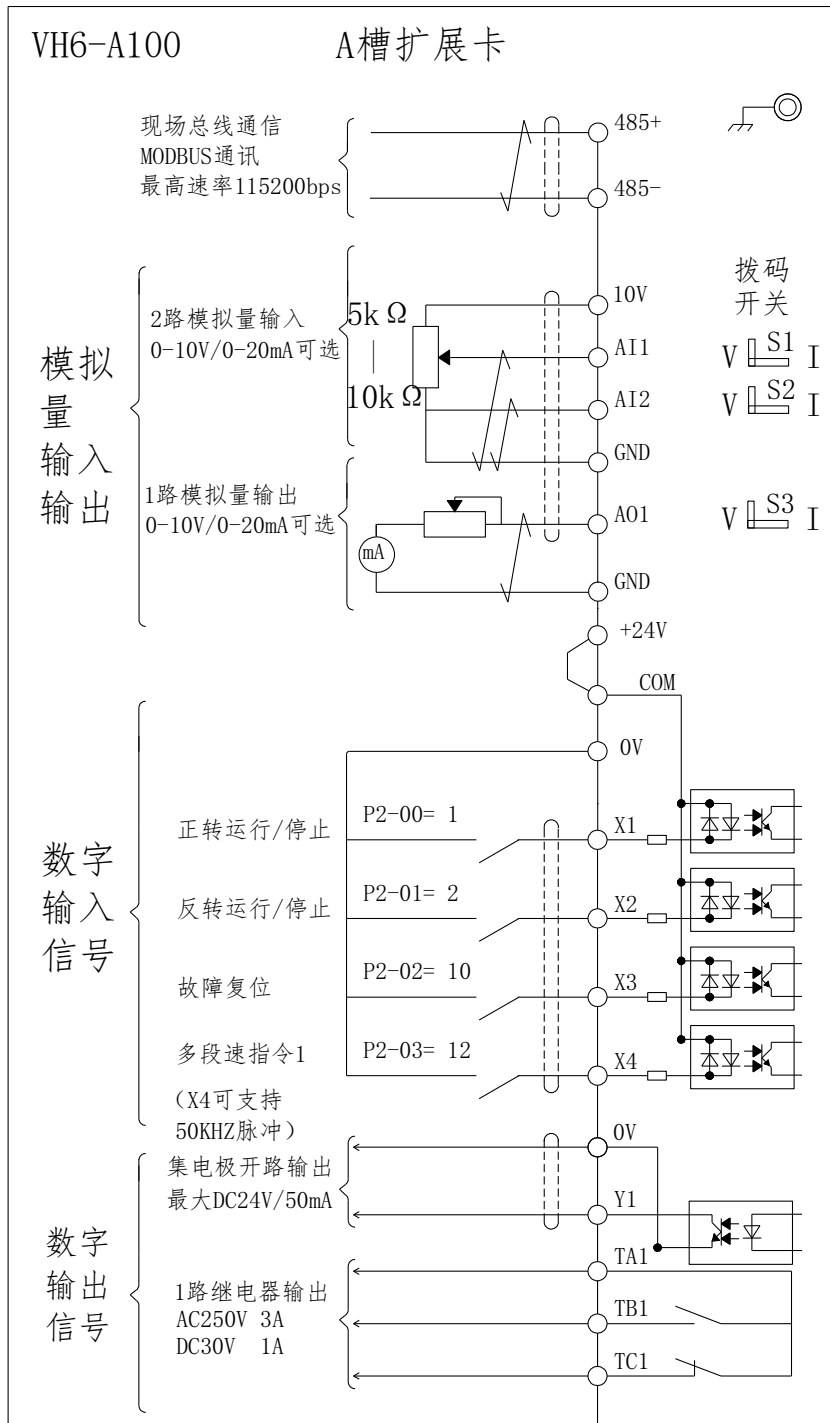 VH6-A100
A槽扩展卡
现场总线通信
MODBUS通讯
最高速率115200bps
485+
485-
模拟
量
输入
输出
2路模拟量输入
0-10V/0-20mA可选
5kΩ
10kΩ
10V
AI1
AI2
GND
拨码
开关
V S1 I
V S2 I
1路模拟量输出
0-10V/0-20mA可选
mA
AO1
V S3 I
GND
+24V
COM
0V
数字
输入
信号
正转运行/停止
P2-00= 1
X1
反转运行/停止
P2-01= 2
X2
故障复位
P2-02= 10
X3
多段速指令1
P2-03= 12
X4
（X4可支持
50KHZ脉冲）
数字
输出
信号
集电极开路输出
最大DC24V/50mA
0V
Y1
1路继电器输出
AC250V 3A
DC30V 1A
TA1
TB1
TC1